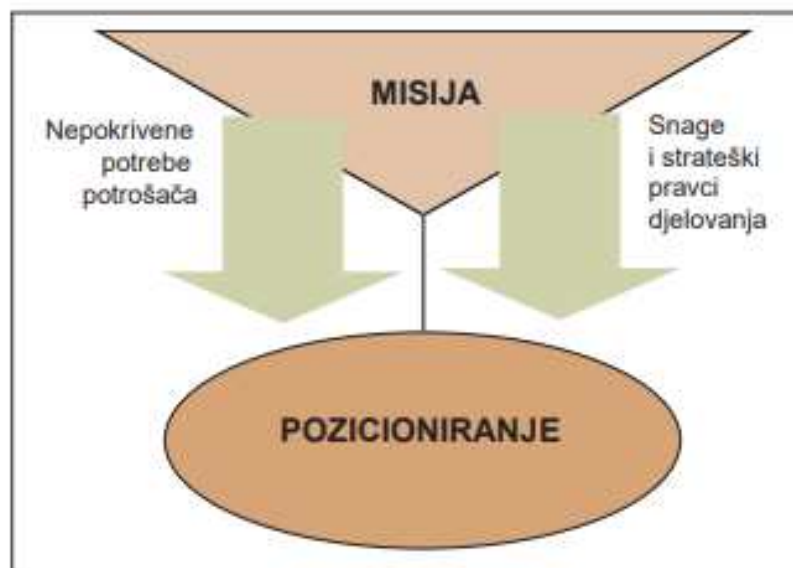 MISIJA
Nepokrivene
potrebe
potrošača
Snage
i strateški
pravci
djelovanja
POZICIONIRANJE